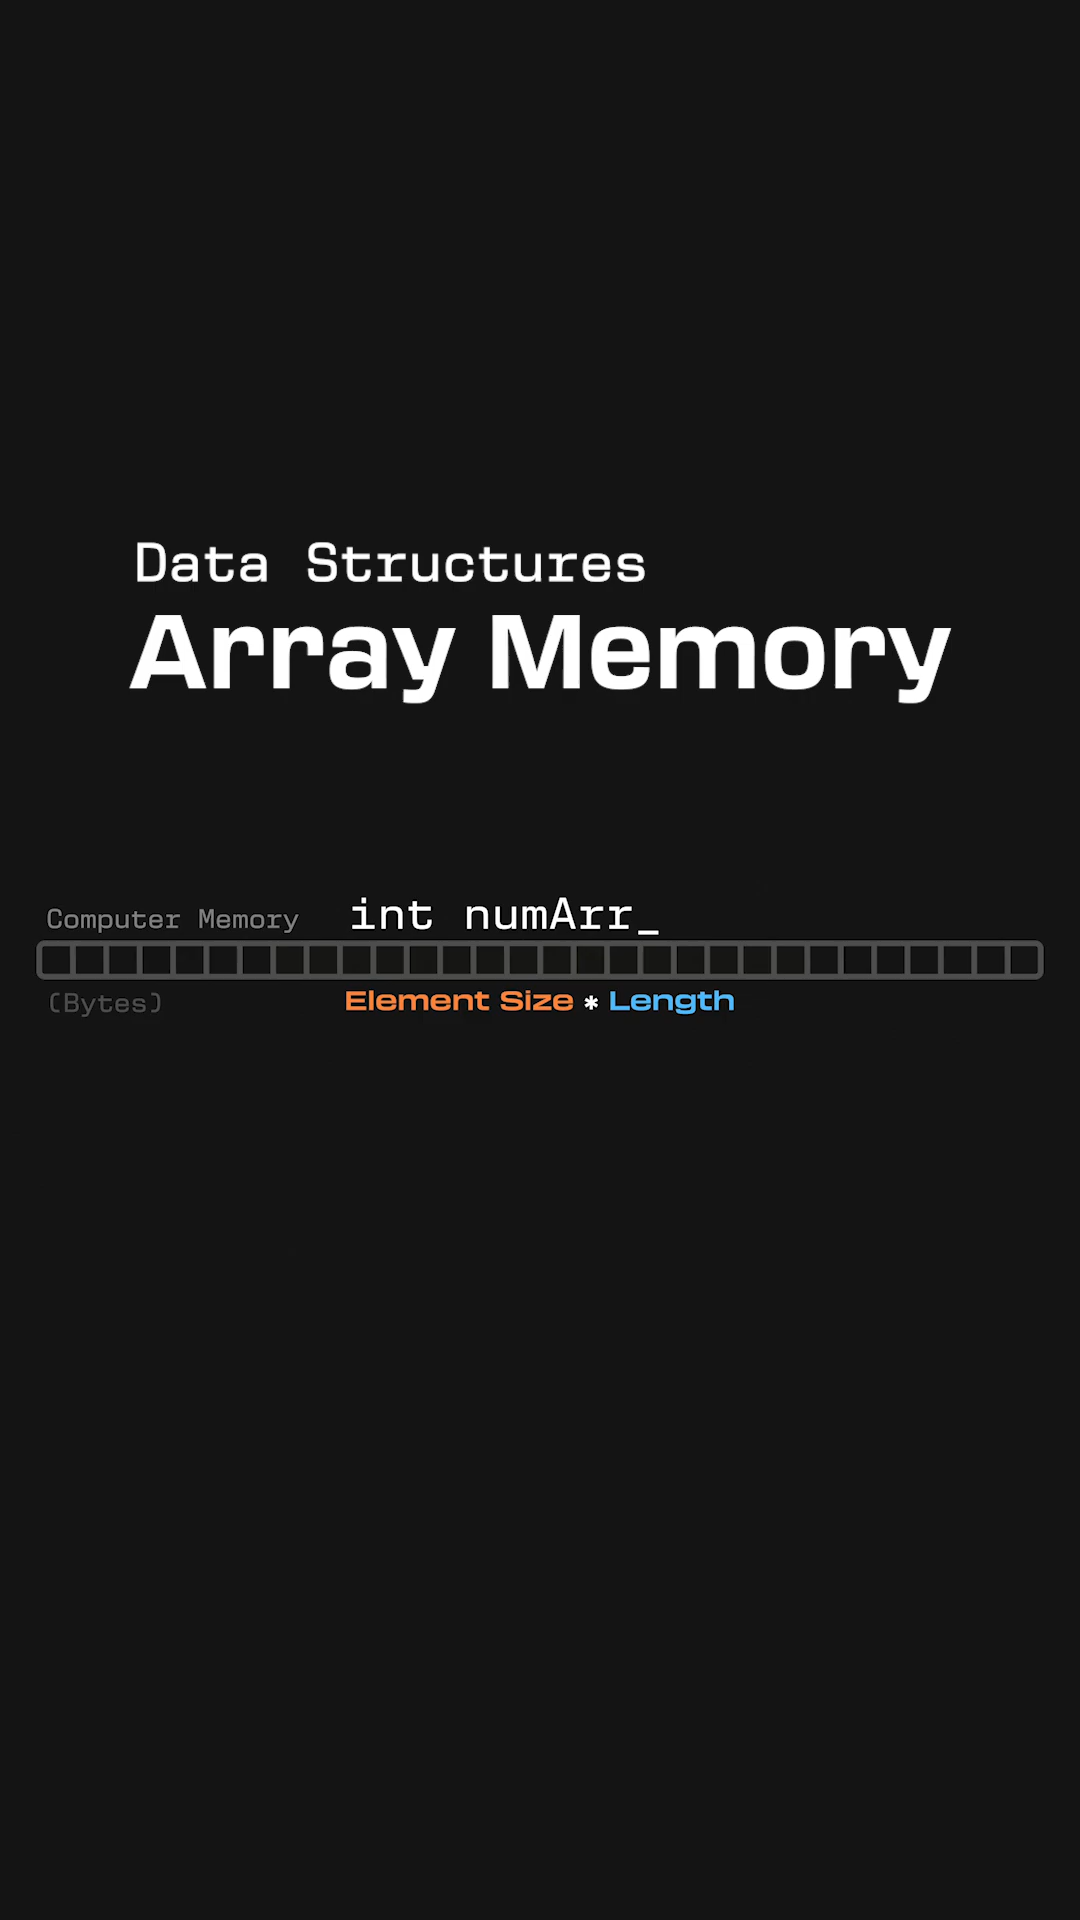 Data Structures
Array Memory
Computer Memory int numArr_
(Bytes) Element Size * Length